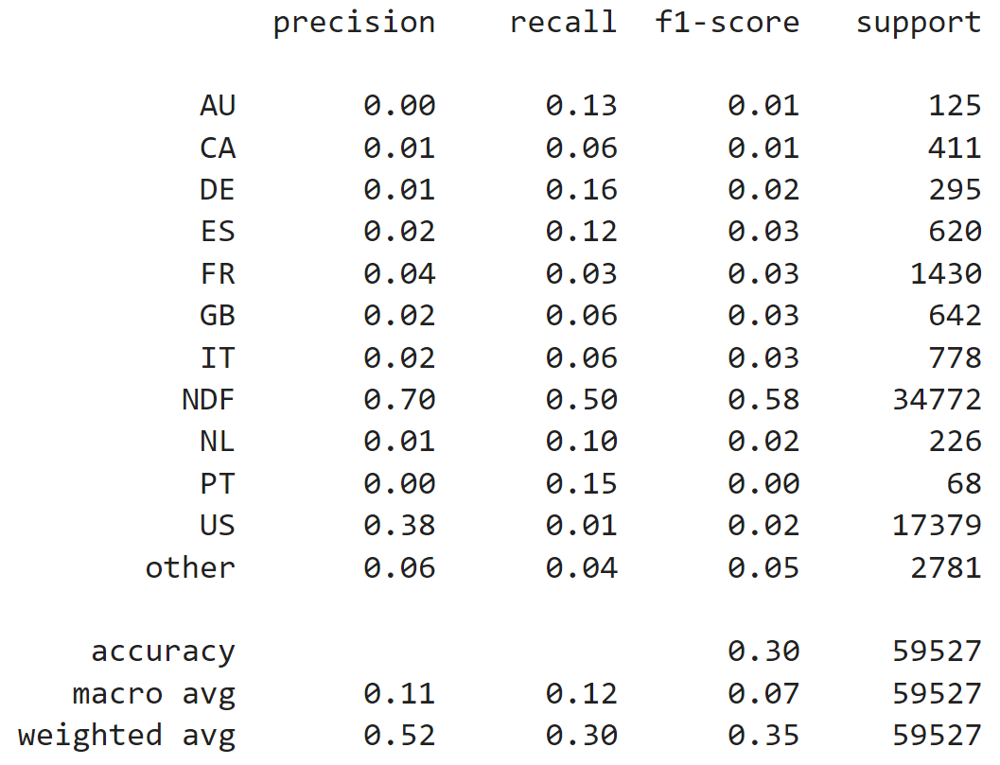 precision recall f1-score support
AU 0.00 0.13 0.01 125
CA 0.01 0.06 0.01 411
DE 0.01 0.16 0.02 295
ES 0.02 0.12 0.03 620
FR 0.04 0.03 0.03 1430
GB 0.02 0.06 0.03 642
IT 0.02 0.06 0.03 778
NDF 0.70 0.50 0.58 34772
NL 0.01 0.10 0.02 226
PT 0.00 0.15 0.00 68
US 0.38 0.01 0.02 17379
other 0.06 0.04 0.05 2781
accuracy 0.30 59527
macro avg 0.11 0.12 0.07 59527
weighted avg 0.52 0.30 0.35 59527